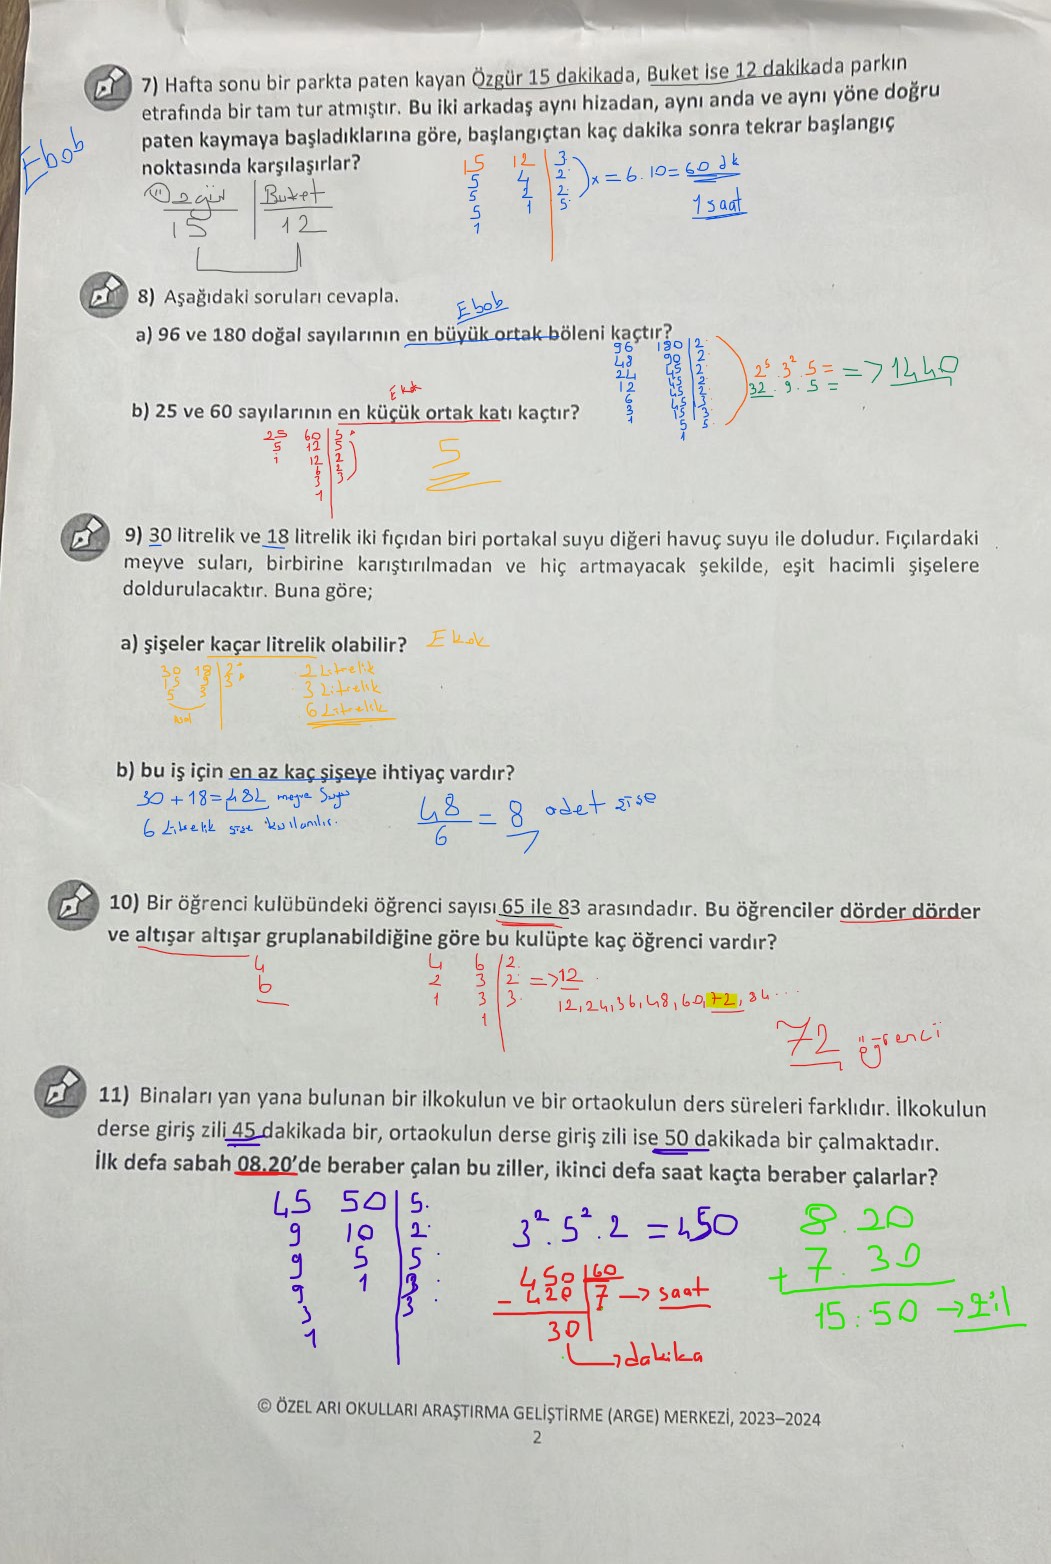 7) Hafta sonu bir parkta paten kayan Özgür 15 dakikada, Buket ise 12 dakikada parkın
etrafında bir tam tur atmıştır. Bu iki arkadaş aynı hizadan, aynı anda ve aynı yöne doğru
paten kaymaya başladıklarına göre, başlangıçtan kaç dakika sonra tekrar başlangıç
noktasında karşılaşırlar?
Ebob
Özgür Buket
15 12
15 12 3
5 4 2
5 2 2
5 1 5
1
x = 6.10 = 60 dk
1 saat
8) Aşağıdaki soruları cevapla.
Ebob
a) 96 ve 180 doğal sayılarının en büyük ortak böleni kaçtır?
96 180 2
48 90 2
24 45 2
12 45 2
6 45 2
3 45 3
1 15 3
5 5
1
2⁵ 3² 5 = => 1440
32 . 9 . 5 =
Ekok
b) 25 ve 60 sayılarının en küçük ortak katı kaçtır?
25 60 5
5 12 5
1 12 2
6 2
3 3
1
5
9) 30 litrelik ve 18 litrelik iki fıçıdan biri portakal suyu diğeri havuç suyu ile doludur. Fıçılardaki
meyve suları, birbirine karıştırılmadan ve hiç artmayacak şekilde, eşit hacimli şişelere
doldurulacaktır. Buna göre;
a) şişeler kaçar litrelik olabilir? Ekok
30 18 2
15 9 3
5 3
2 Litrelik
3 Litrelik
6 Litrelik
b) bu iş için en az kaç şişeye ihtiyaç vardır?
30 + 18 = 48L meyve Suyu
6 Litrelik şişe kullanılır.
48/6 = 8 adet şişe
10) Bir öğrenci kulübündeki öğrenci sayısı 65 ile 83 arasındadır. Bu öğrenciler dörder dörder
ve altışar altışar gruplanabildiğine göre bu kulüpte kaç öğrenci vardır?
4
6
4 6 2
2 3 2
1 3 3
1
=> 12
12, 24, 36, 48, 60, 72, 84 ...
72 öğrenci
11) Binaları yan yana bulunan bir ilkokulun ve bir ortaokulun ders süreleri farklıdır. İlkokulun
derse giriş zili 45 dakikada bir, ortaokulun derse giriş zili ise 50 dakikada bir çalmaktadır.
İlk defa sabah 08.20'de beraber çalan bu ziller, ikinci defa saat kaçta beraber çalarlar?
45 50 5
9 10 2
9 5 5
9 1 3
3 3
1
3² . 5² . 2 = 450
450 60
- 420 7 -> saat
30
dakika
8.20
+ 7.30
15:50 -> zil
© ÖZEL ARI OKULLARI ARAŞTIRMA GELİŞTİRME (ARGE) MERKEZİ, 2023–2024
2